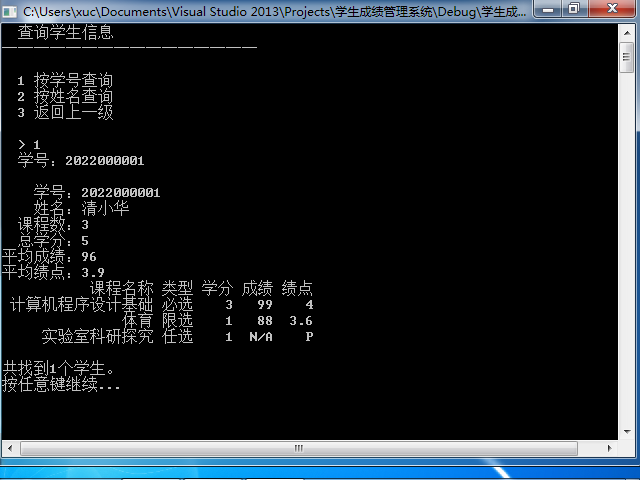 C:\Users\xuc\Documents\Visual Studio 2013\Projects\学生成绩管理系统\Debug\学生成...
查询学生信息
1 按学号查询
2 按姓名查询
3 返回上一级
> 1
学号：2022000001
学号：2022000001
姓名：清小华
课程数：3
总学分：5
平均成绩：96
平均绩点：3.9
课程名称 类型 学分 成绩 绩点
计算机程序设计基础 必选 3 99 4
体育 限选 1 88 3.6
实验室科研探究 任选 1 N/A P
共找到1个学生。
按任意键继续...